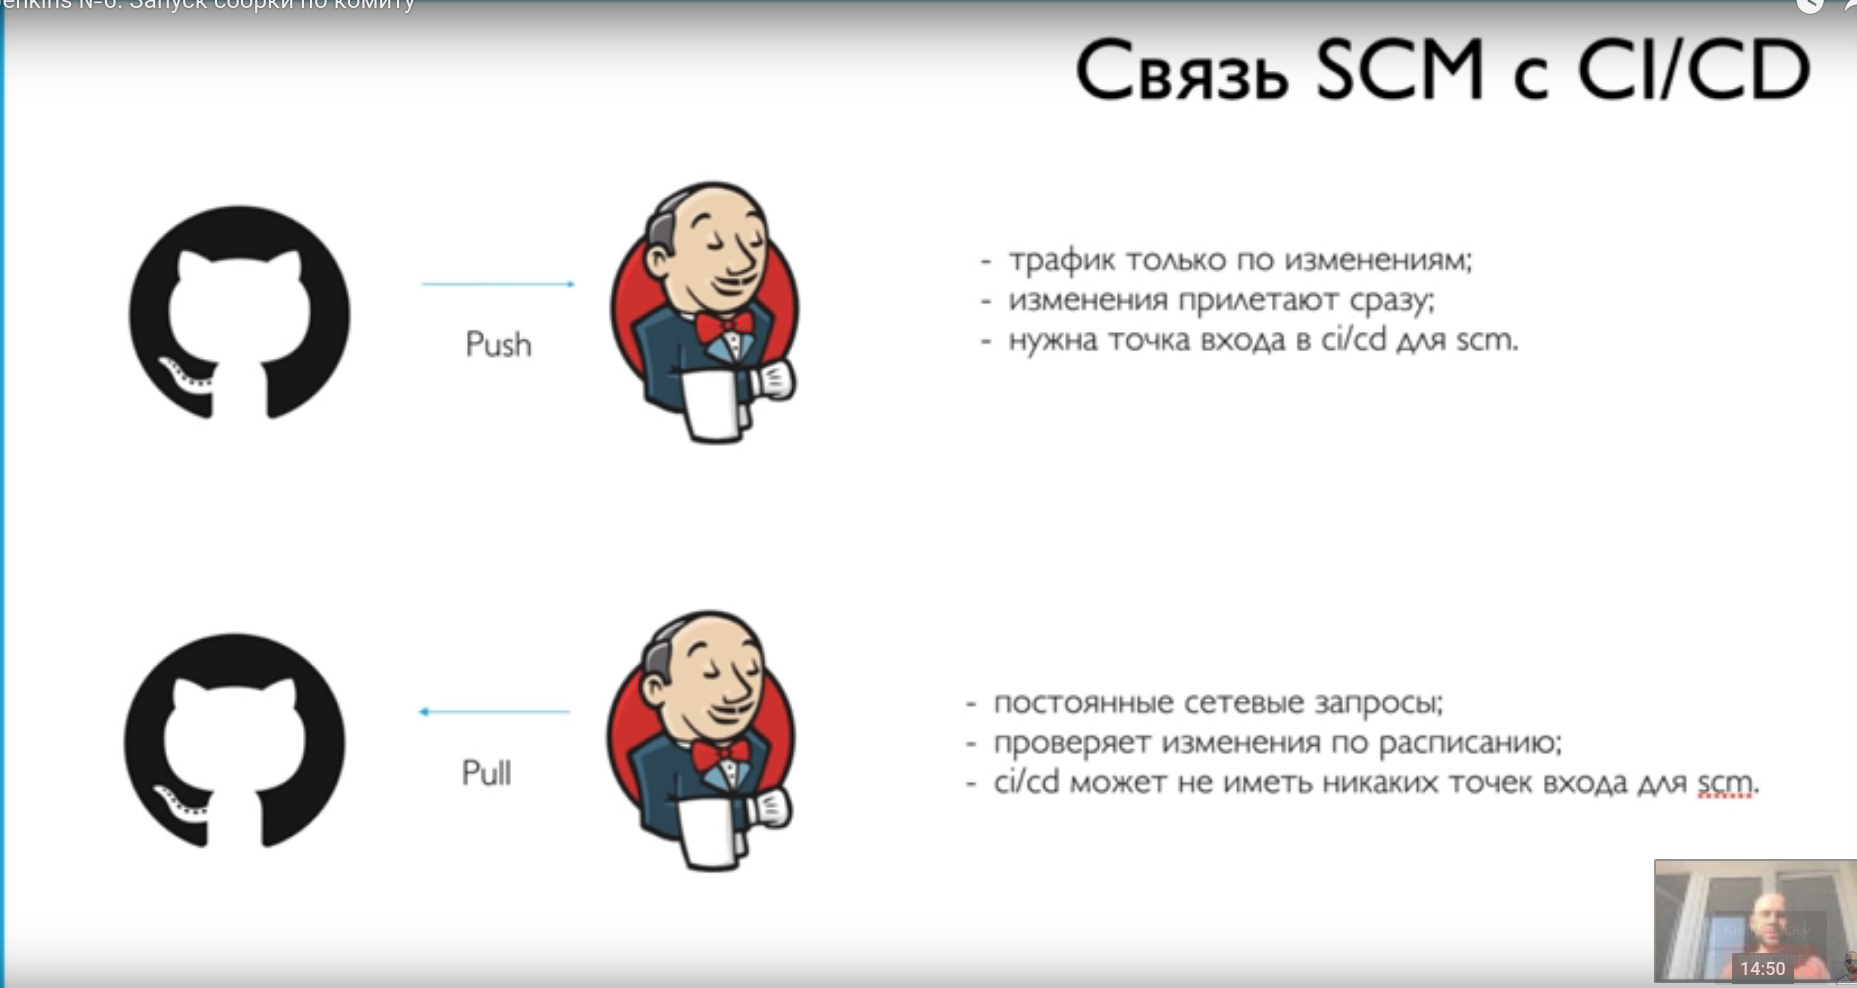 enkins №6. Запуск сборки по комиту
Связь SCM с CI/CD
- трафик только по изменениям;
- изменения прилетают сразу;
- нужна точка входа в ci/cd для scm.
Push
- постоянные сетевые запросы;
- проверяет изменения по расписанию;
- ci/cd может не иметь никаких точек входа для scm.
Pull
14:50